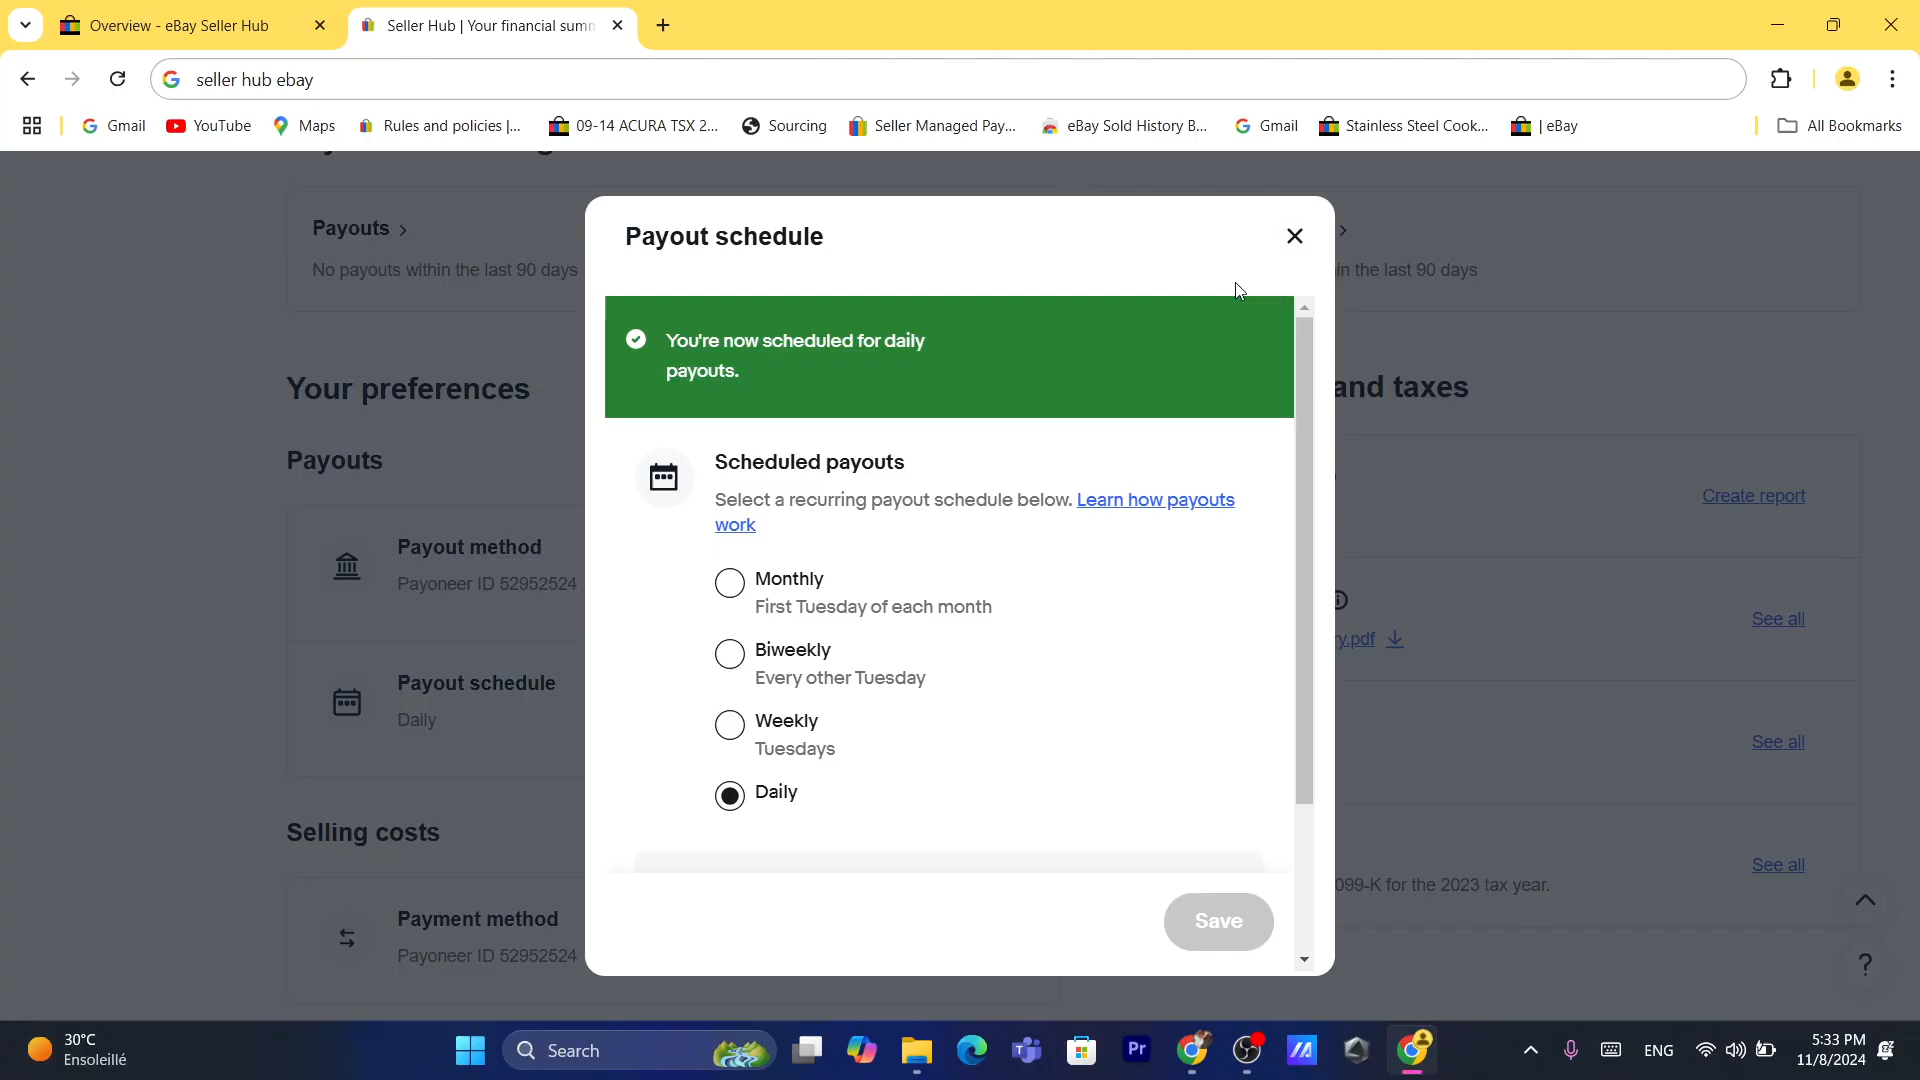 Overview - eBay Seller Hub
Seller Hub | Your financial summ
seller hub ebay
Gmail
YouTube
Maps
Rules and policies |...
09-14 ACURA TSX 2...
Sourcing
Seller Managed Pay...
eBay Sold History B...
Gmail
Stainless Steel Cook...
| eBay
All Bookmarks
Payouts
No payouts within the last 90 days
in the last 90 days
Your preferences
and taxes
Payouts
Payout method
Payoneer ID 52952524
Payout schedule
Daily
Selling costs
Payment method
Payoneer ID 52952524
Payout schedule
You're now scheduled for daily
payouts.
Scheduled payouts
Select a recurring payout schedule below. Learn how payouts
work
Monthly
First Tuesday of each month
Biweekly
Every other Tuesday
Weekly
Tuesdays
Daily
Save
Create report
See all
y.pdf
See all
See all
099-K for the 2023 tax year.
?
30°C
Ensoleillé
Search
Pr
ENG
5:33 PM
11/8/2024